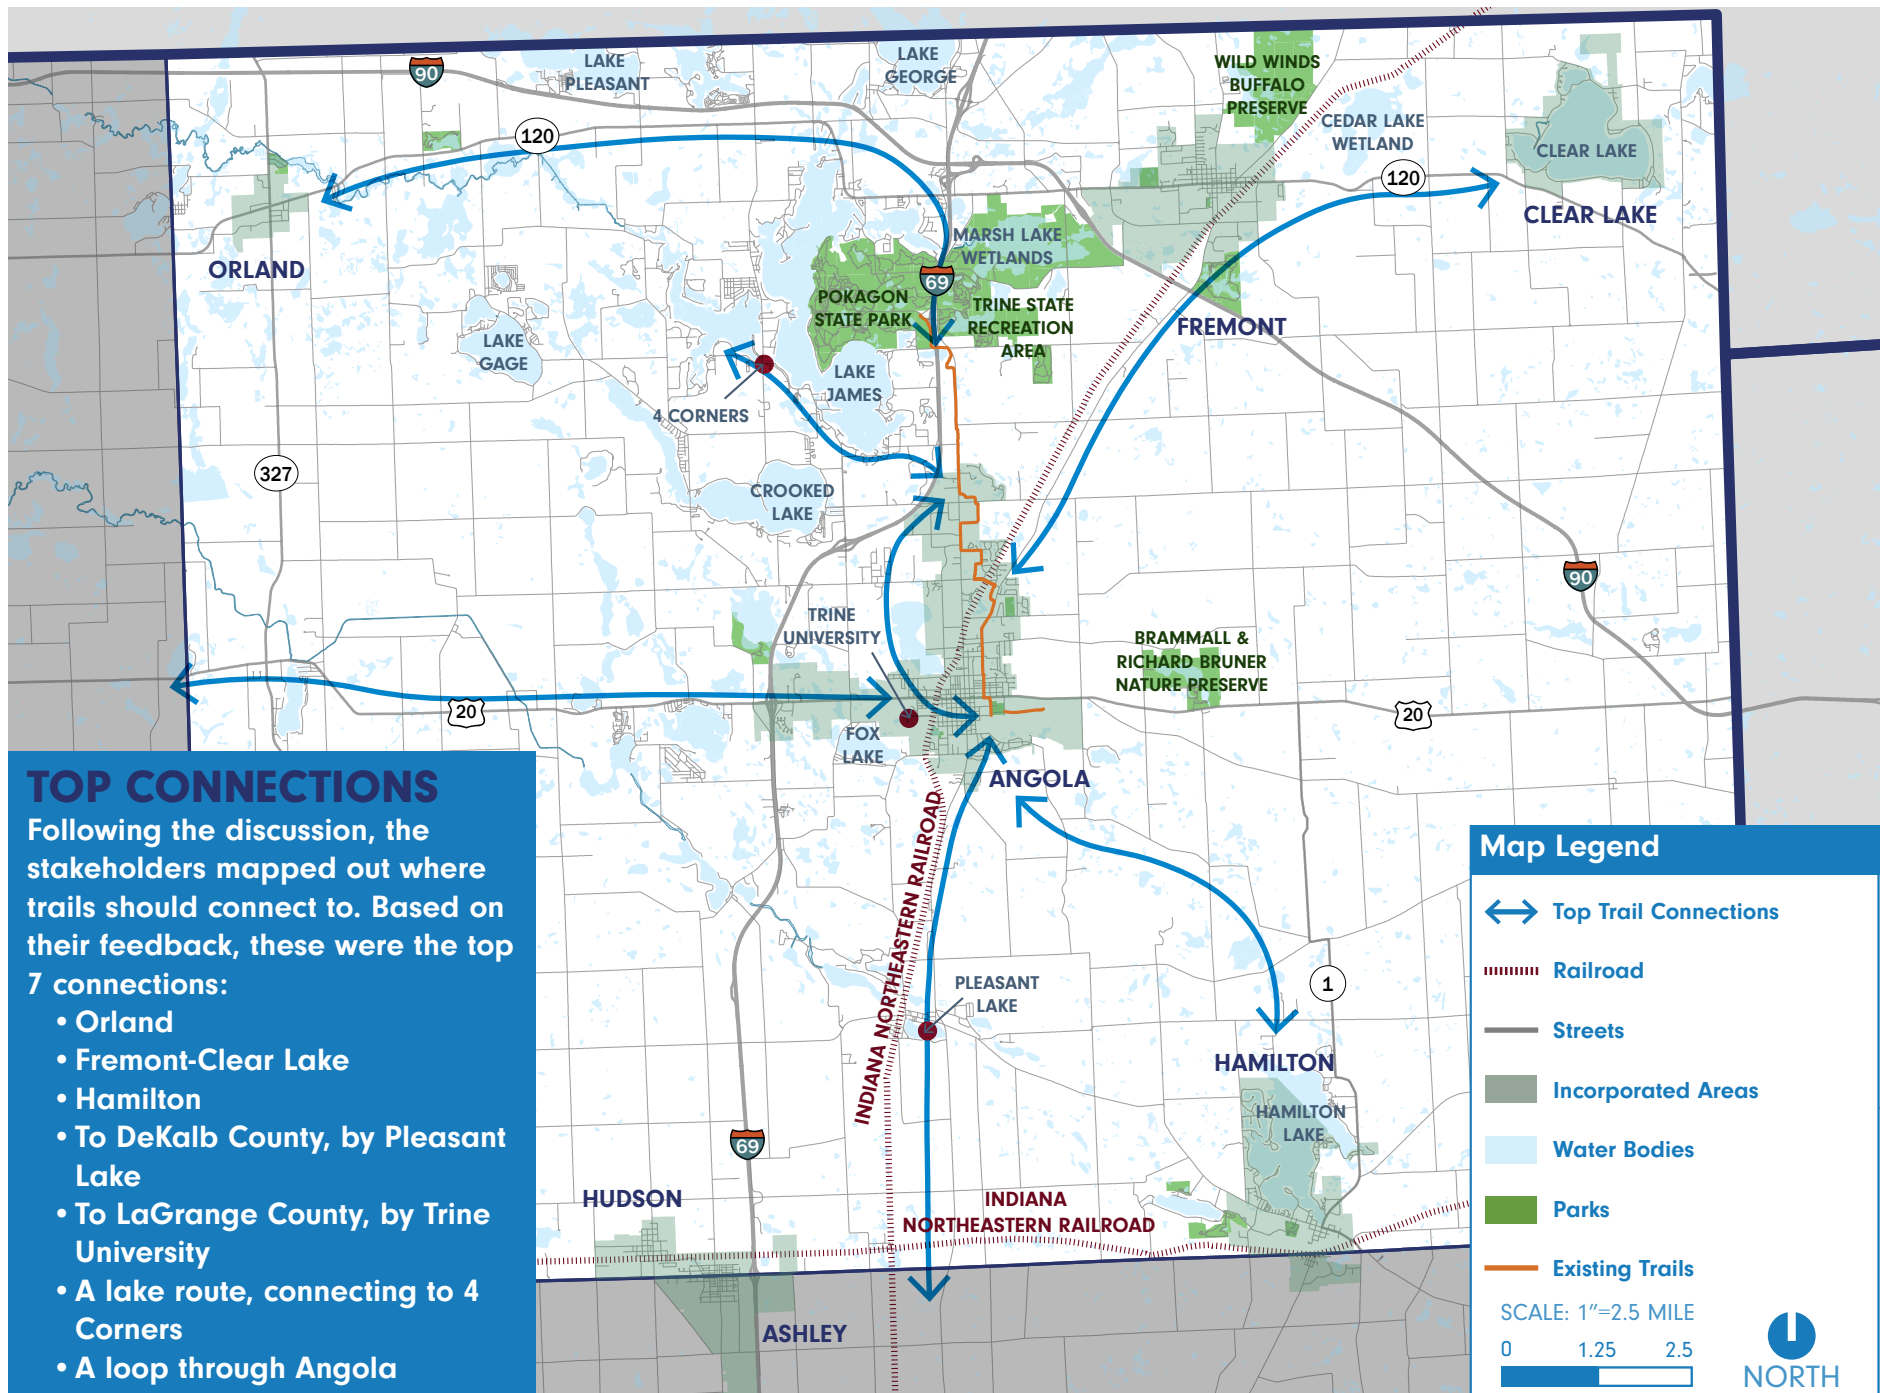 LAKE
PLEASANT
LAKE
GEORGE
WILD WINDS
BUFFALO
PRESERVE
90
120
CEDAR LAKE
WETLAND
CLEAR LAKE
120
CLEAR LAKE
ORLAND
MARSH LAKE
WETLANDS
69
POKAGON
STATE PARK
TRINE STATE
RECREATION
AREA
FREMONT
LAKE
GAGE
LAKE
JAMES
4 CORNERS
327
CROOKED
LAKE
90
TRINE
UNIVERSITY
BRAMMALL &
RICHARD BRUNER
NATURE PRESERVE
20
20
FOX
LAKE
ANGOLA
INDIANA NORTHEASTERN RAILROAD
PLEASANT
LAKE
1
HAMILTON
HAMILTON
LAKE
69
HUDSON
INDIANA
NORTHEASTERN RAILROAD
ASHLEY
TOP CONNECTIONS
Following the discussion, the
stakeholders mapped out where
trails should connect to. Based on
their feedback, these were the top
7 connections:
• Orland
• Fremont-Clear Lake
• Hamilton
• To DeKalb County, by Pleasant
Lake
• To LaGrange County, by Trine
University
• A lake route, connecting to 4
Corners
• A loop through Angola
Map Legend
Top Trail Connections
Railroad
Streets
Incorporated Areas
Water Bodies
Parks
Existing Trails
SCALE: 1"=2.5 MILE
0 1.25 2.5
NORTH